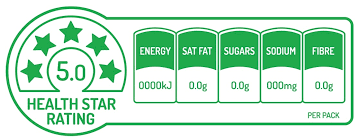 5.0
HEALTH STAR
RATING
ENERGY SAT FAT SUGARS SODIUM FIBRE
0000kJ 0.0g 0.0g 000mg 0.0g
PER PACK